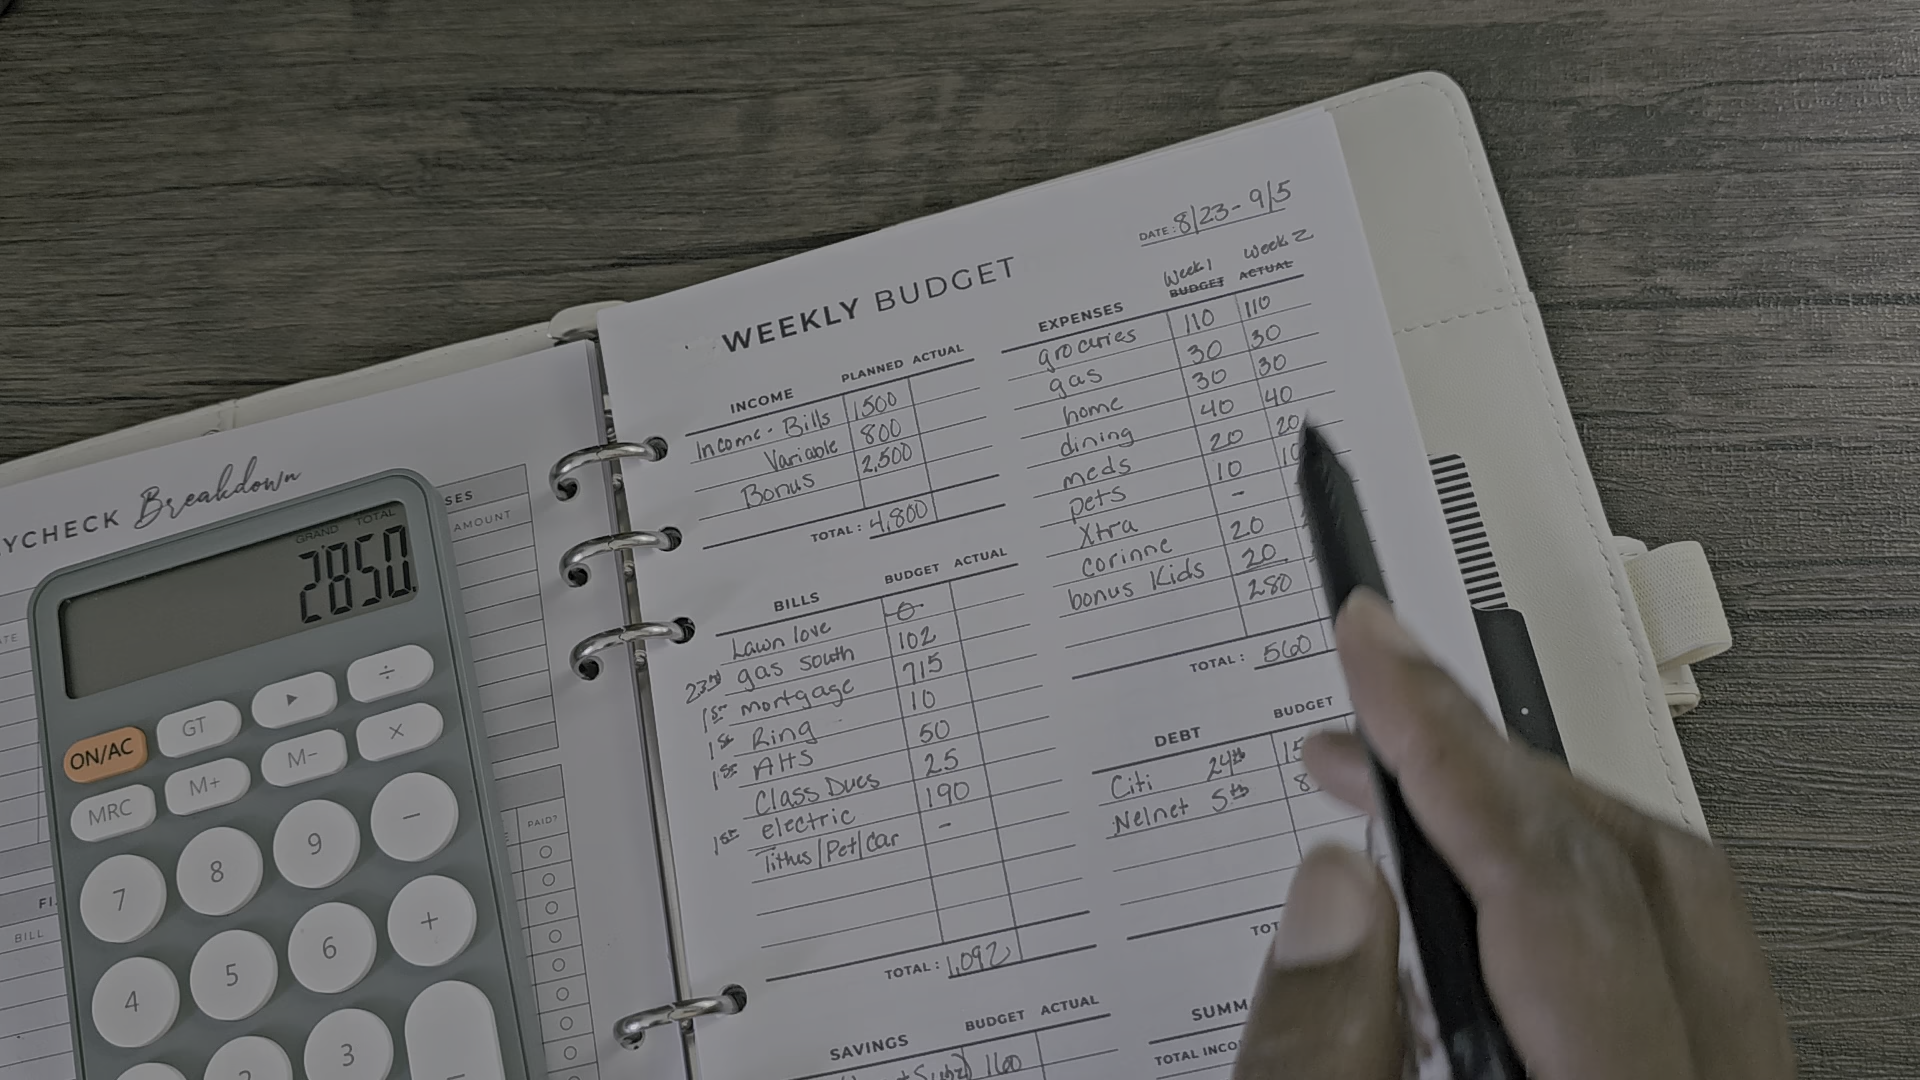 YCHECK Breakdown
SES
AMOUNT
GRAND TOTAL
2850.
ON/AC GT ▶ ÷
MRC M+ M− ×
7 8 9 −
4 5 6 +
3
PAID?
BILL
WEEKLY BUDGET
DATE: 8/23 - 9/5
INCOME PLANNED ACTUAL
Income - Bills 1500
Variable 800
Bonus 2,500
TOTAL: 4,800
BILLS BUDGET ACTUAL
Lawn love 0
23rd gas south 102
1st mortgage 715
1st Ring 10
1st AHS 50
Class Dues 25
1st electric 190
Tithes/Pet/Car -
TOTAL: 1,092
SAVINGS BUDGET ACTUAL
1160
Week 1 Week 2
EXPENSES BUDGET ACTUAL
groceries 110 110
gas 30 30
home 30 30
dining 40 40
meds 20 20
pets 10 10
Xtra -
corinne 20
bonus Kids 20
280
TOTAL: 560
DEBT BUDGET
Citi 24th
Nelnet 5th
TOT
SUMMA
TOTAL INCO